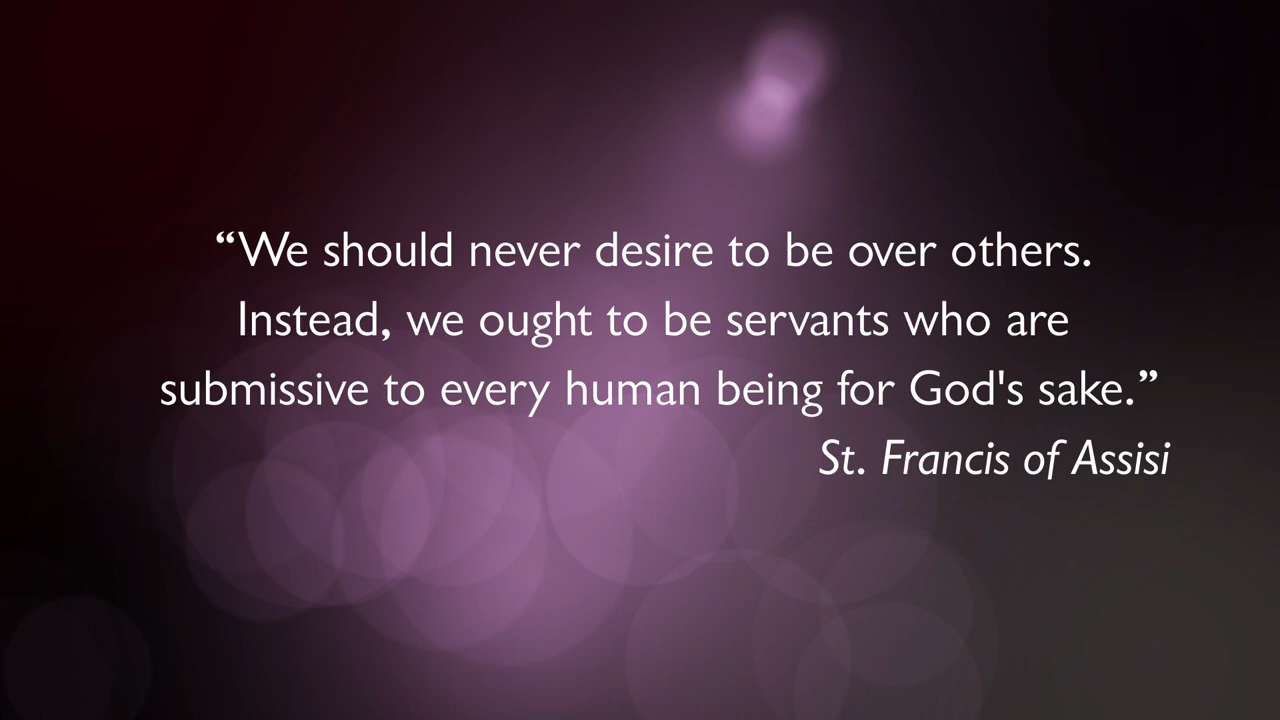 “We should never desire to be over others.
Instead, we ought to be servants who are
submissive to every human being for God's sake.”
St. Francis of Assisi